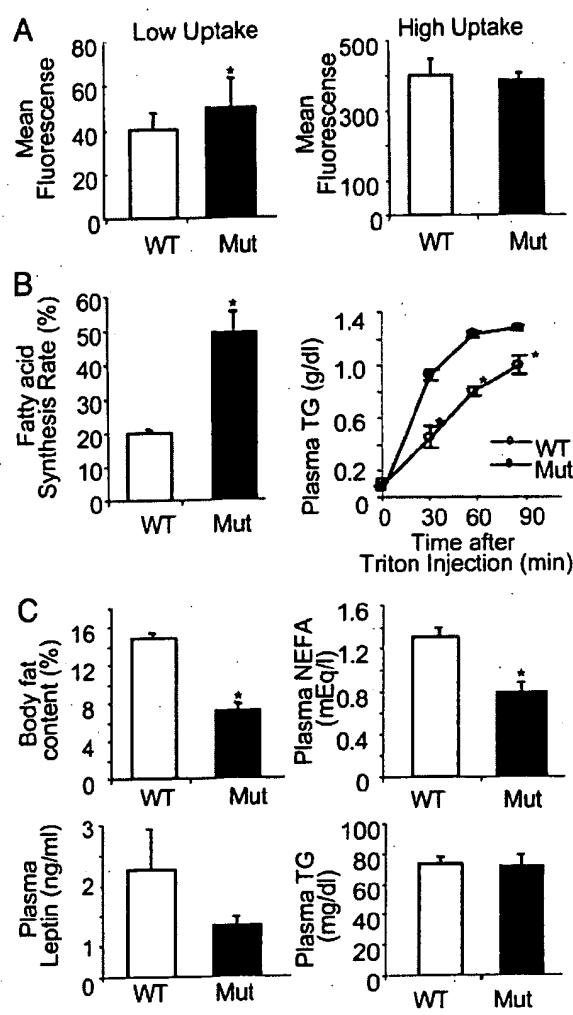 A
Low Uptake
High Uptake
Mean
Fluorescense
80
60
40
20
0
*
WT
Mut
Mean
Fluorescense
500
300
200
100
0
WT
Mut
B
Fatty acid
Synthesis Rate (%)
60
50
40
30
20
10
0
*
WT
Mut
Plasma TG (g/dl)
1.4
1.0
0.6
0.2
0
*
*
*
WT
Mut
0 30 60 90
Time after
Triton Injection (min)
C
Body fat
content (%)
16
12
8
4
0
*
WT
Mut
Plasma NEFA
(mEq/l)
1.6
1.2
0.8
0.4
0
*
WT
Mut
Plasma
Leptin (ng/ml)
3
2
1
0
WT
Mut
Plasma TG
(mg/dl)
100
80
60
40
20
0
WT
Mut